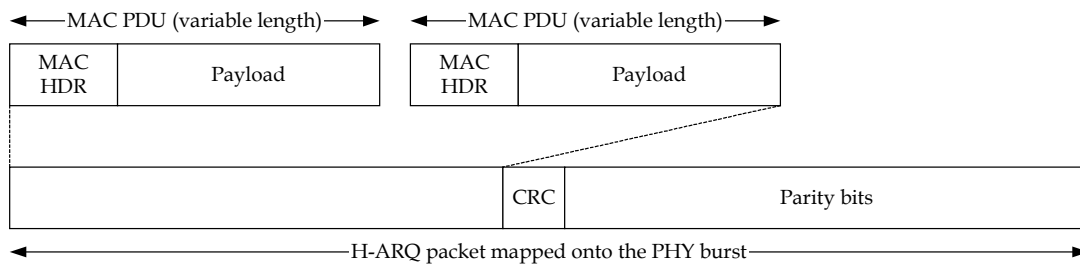 MAC PDU (variable length) MAC PDU (variable length)
MAC Payload MAC Payload
HDR HDR
CRC Parity bits
H-ARQ packet mapped onto the PHY burst